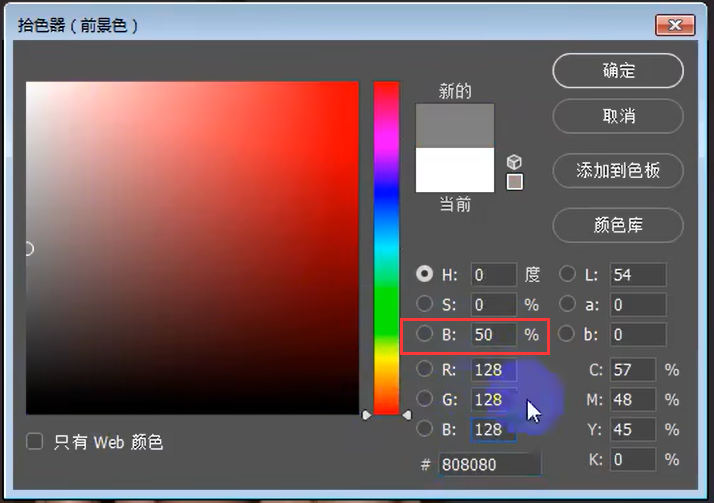 拾色器（前景色）
新的
当前
确定
取消
添加到色板
颜色库
H: 0 度
S: 0 %
B: 50 %
R: 128
G: 128
B: 128
# 808080
L: 54
a: 0
b: 0
C: 57 %
M: 48 %
Y: 45 %
K: 0 %
只有 Web 颜色